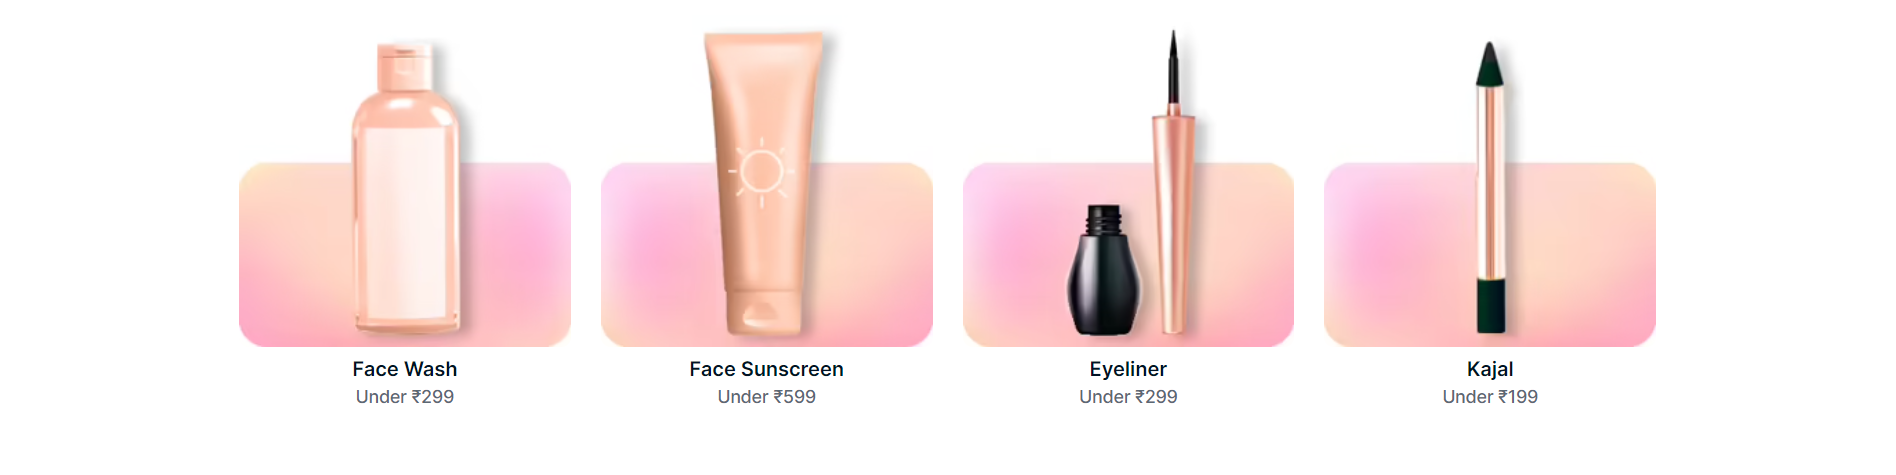 Face Wash
Under ₹299
Face Sunscreen
Under ₹599
Eyeliner
Under ₹299
Kajal
Under ₹199